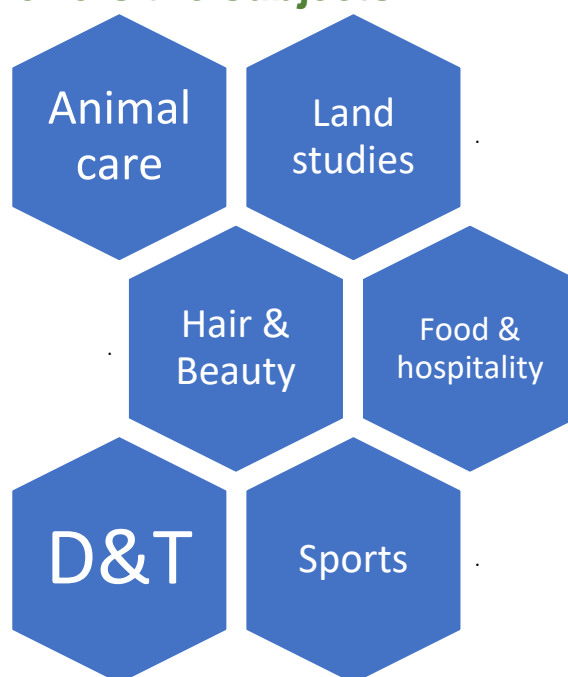 Animal
care
Land
studies
Hair &
Beauty
Food &
hospitality
D&T
Sports